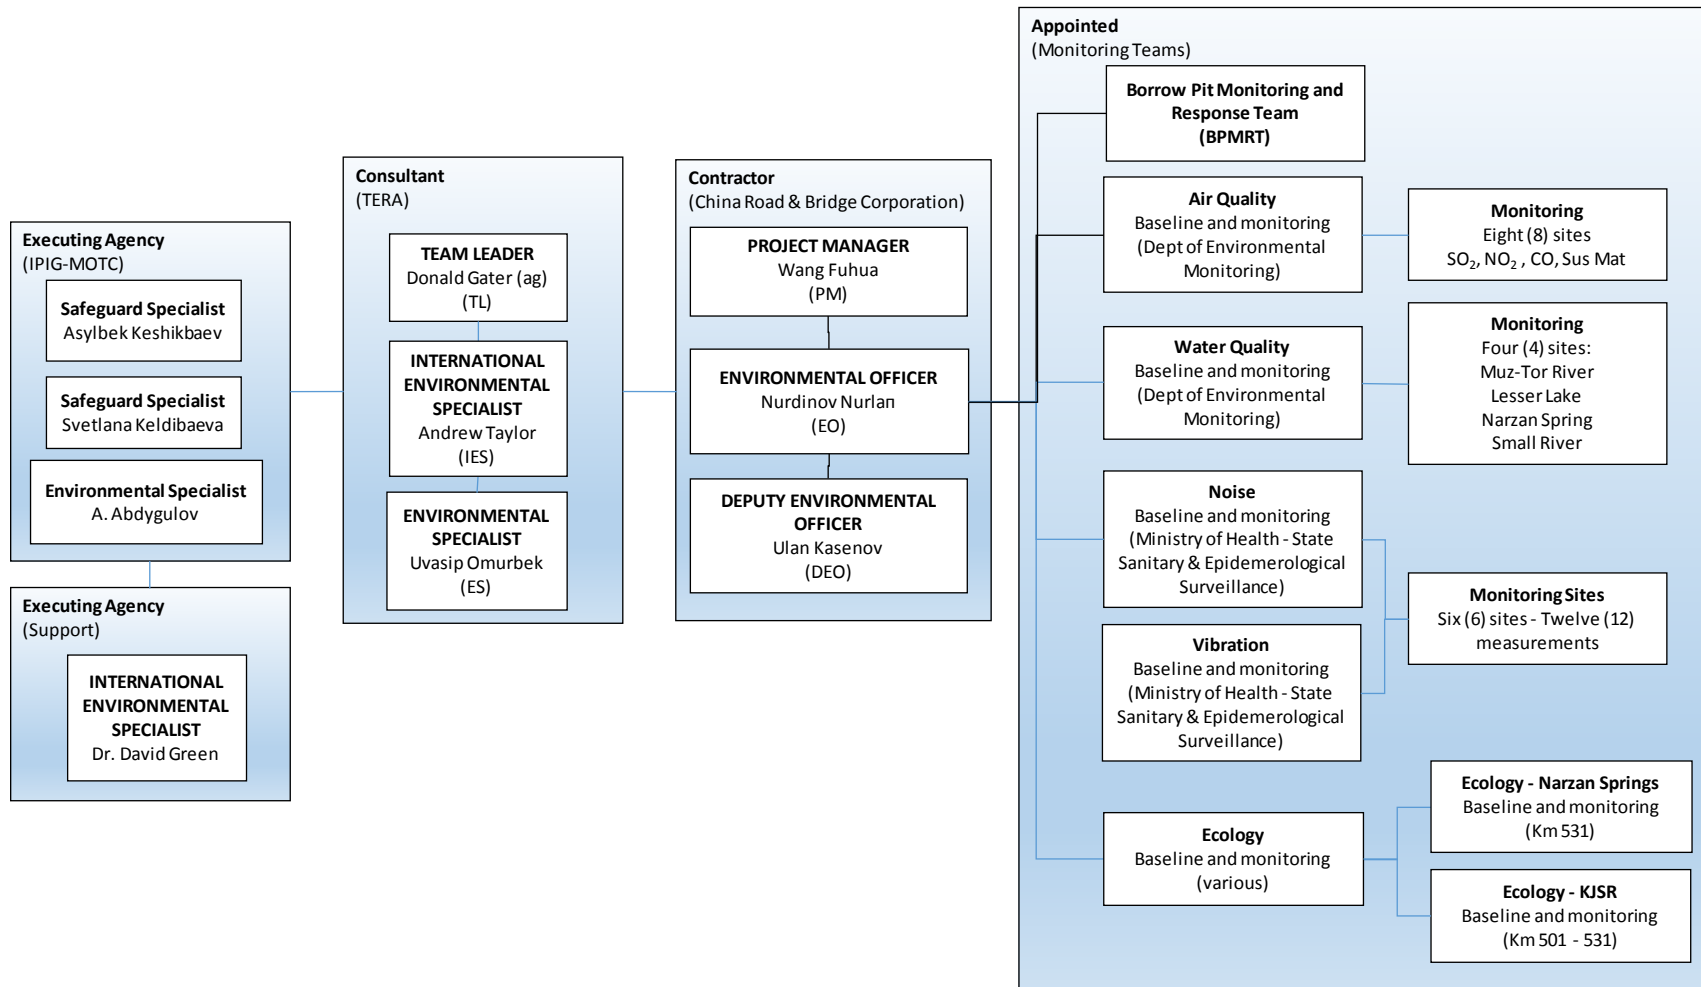 Executing Agency
(IPIG-MOTC)
Safeguard Specialist
Asylbek Keshikbaev
Safeguard Specialist
Svetlana Keldibaeva
Environmental Specialist
A. Abdygulov
Executing Agency
(Support)
INTERNATIONAL
ENVIRONMENTAL
SPECIALIST
Dr. David Green
Consultant
(TERA)
TEAM LEADER
Donald Gater (ag)
(TL)
INTERNATIONAL
ENVIRONMENTAL
SPECIALIST
Andrew Taylor
(IES)
ENVIRONMENTAL
SPECIALIST
Uvasip Omurbek
(ES)
Contractor
(China Road & Bridge Corporation)
PROJECT MANAGER
Wang Fuhua
(PM)
ENVIRONMENTAL OFFICER
Nurdinov Nurlaп
(EO)
DEPUTY ENVIRONMENTAL
OFFICER
Ulan Kasenov
(DEO)
Appointed
(Monitoring Teams)
Borrow Pit Monitoring and
Response Team
(BPMRT)
Air Quality
Baseline and monitoring
(Dept of Environmental
Monitoring)
Monitoring
Eight (8) sites
SO₂, NO₂ , CO, Sus Mat
Water Quality
Baseline and monitoring
(Dept of Environmental
Monitoring)
Monitoring
Four (4) sites:
Muz-Tor River
Lesser Lake
Narzan Spring
Small River
Noise
Baseline and monitoring
(Ministry of Health - State
Sanitary & Epidemerological
Surveillance)
Vibration
Baseline and monitoring
(Ministry of Health - State
Sanitary & Epidemerological
Surveillance)
Monitoring Sites
Six (6) sites - Twelve (12)
measurements
Ecology
Baseline and monitoring
(various)
Ecology - Narzan Springs
Baseline and monitoring
(Km 531)
Ecology - KJSR
Baseline and monitoring
(Km 501 - 531)